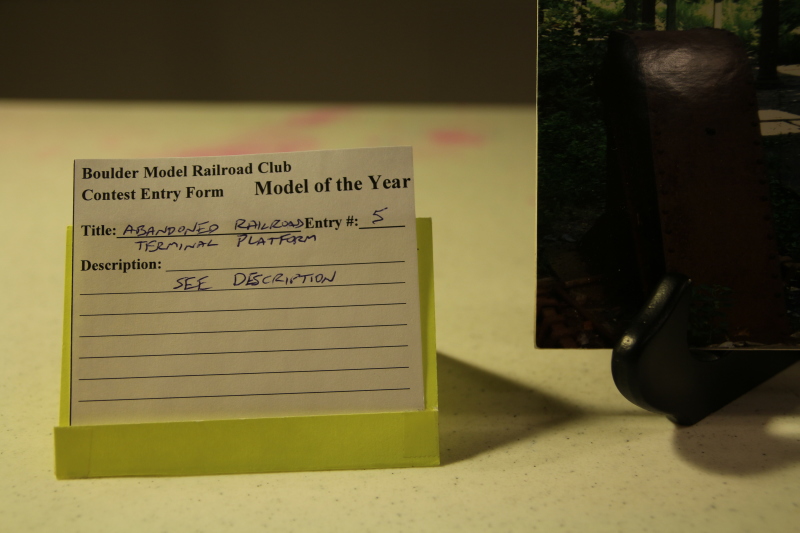 Boulder Model Railroad Club
Contest Entry Form Model of the Year
Title: ABANDONED RAILROAD Entry #: 5
TERMINAL PLATFORM
Description:
SEE DESCRIPTION